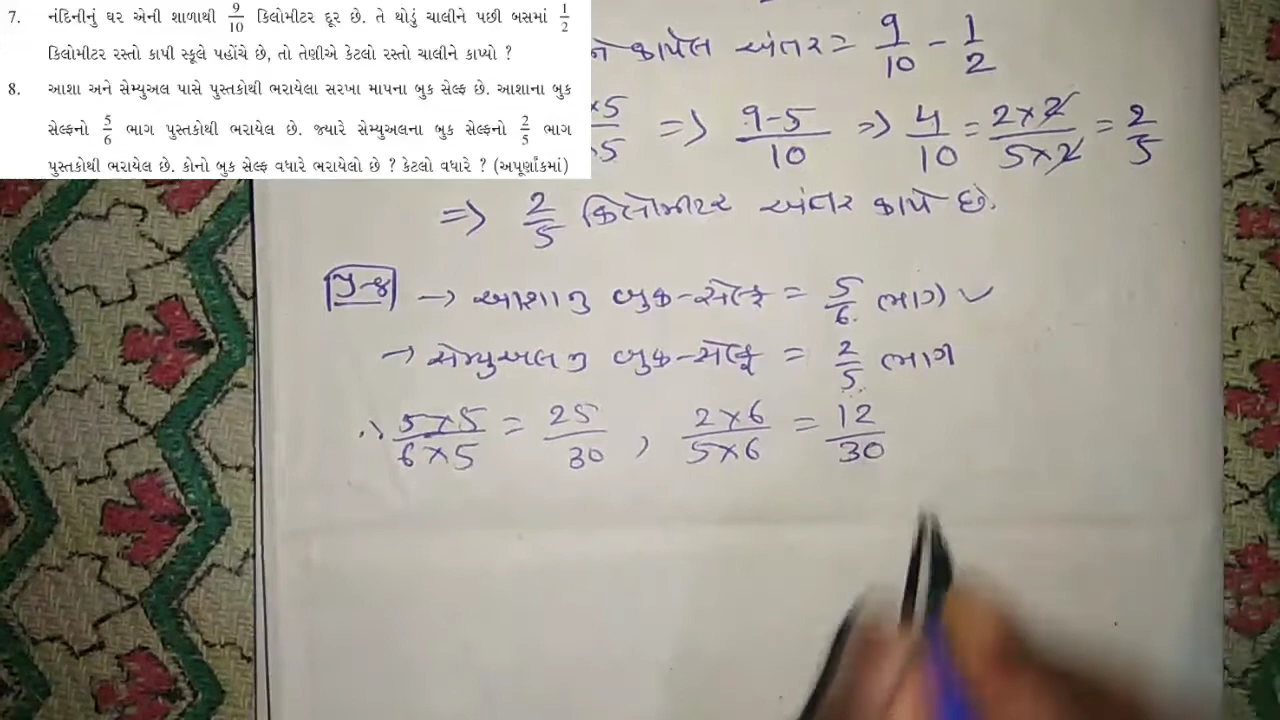 7. નંદિનીનું ઘર એની શાળાથી 9/10 કિલોમીટર દૂર છે. તે થોડું ચાલીને પછી બસમાં 1/2
કિલોમીટર રસ્તો કાપી સ્કૂલે પહોંચે છે, તો તેણીએ કેટલો રસ્તો ચાલીને કાપ્યો ?
8. આશા અને સેમ્યુઅલ પાસે પુસ્તકોથી ભરાયેલા સરખા માપના બુક સેલ્ફ છે. આશાના બુક
સેલ્ફનો 5/6 ભાગ પુસ્તકોથી ભરાયેલ છે. જ્યારે સેમ્યુઅલના બુક સેલ્ફનો 2/5 ભાગ
પુસ્તકોથી ભરાયેલ છે. કોનો બુક સેલ્ફ વધારે ભરાયેલો છે ? કેટલો વધારે ? (અપૂર્ણાંકમાં)
ને કાપેલ અંતર = 9/10 - 1/2
×5/×5 => 9-5/10 => 4/10 = 2×2/5×2 = 2/5
=> 2/5 કિલોમીટર અંતર કાપે છે.
પ્ર-8 → આશાનુ બુક-સેલ્ફ = 5/6 ભાગ ✓
→ સેમ્યુઅલનુ બુક-સેલ્ફ = 2/5 ભાગ
∴ 5×5/6×5 = 25/30 , 2×6/5×6 = 12/30